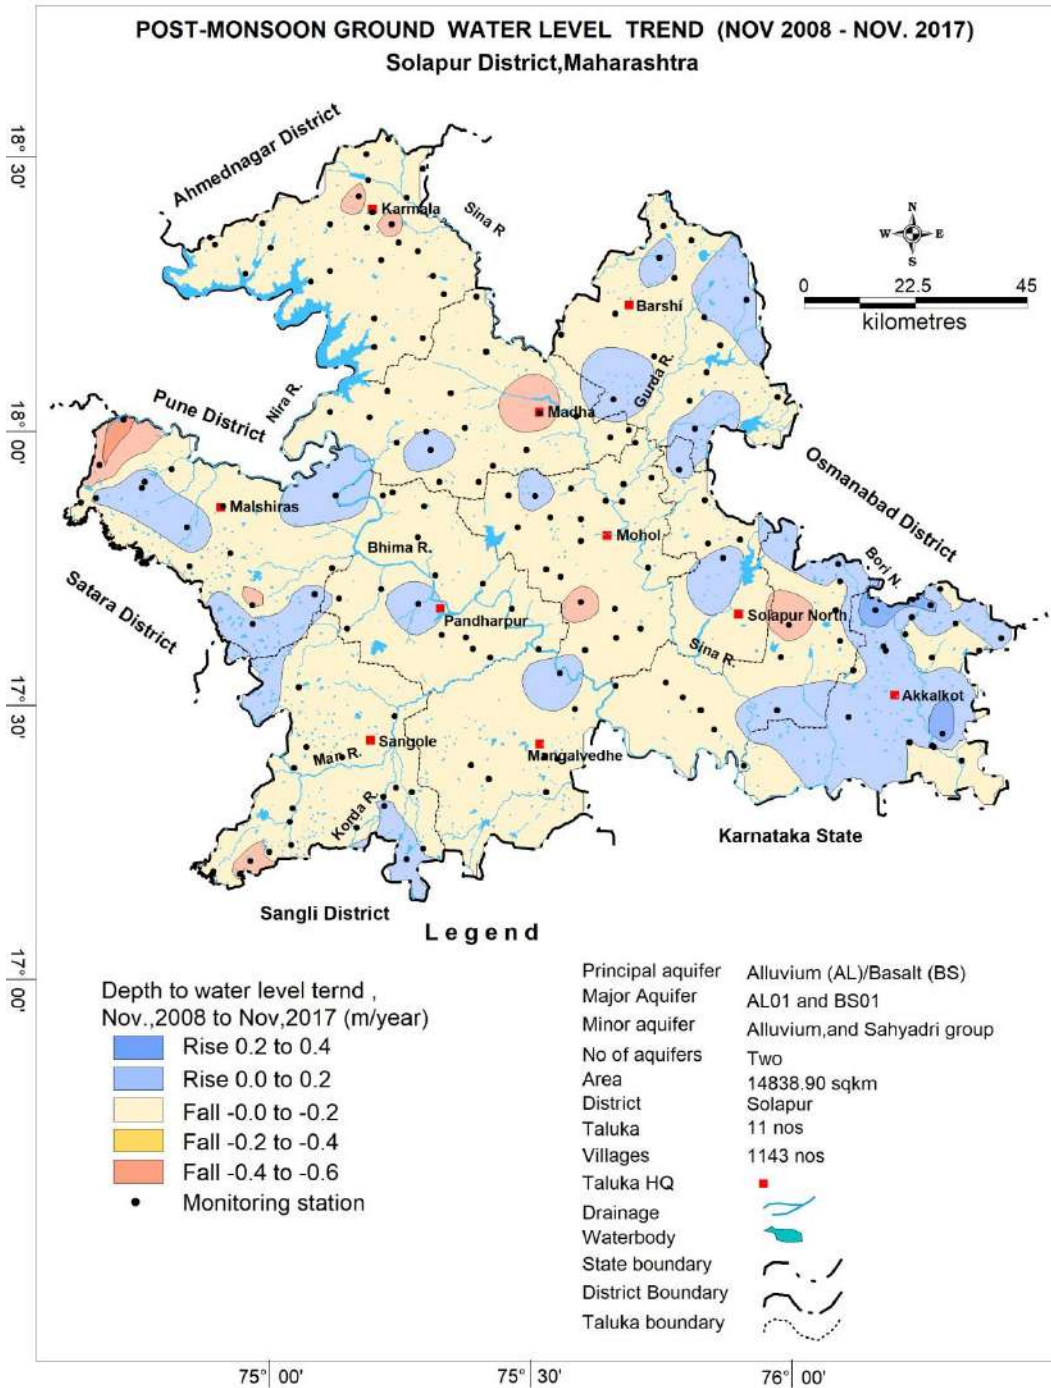 POST-MONSOON GROUND WATER LEVEL TREND (NOV 2008 - NOV. 2017)
Solapur District,Maharashtra
18° 30'
18° 00'
17° 30'
17° 00'
Ahmednagar District
Sina R
Karmala
N
W E
S
0 22.5 45
kilometres
Barshi
Gurda R.
Nira R.
Pune District
Madha
Osmanabad District
Malshiras
Mohol
Bhima R.
Bori N.
Satara District
Pandharpur
Solapur North
Sina R.
Akkalkot
Sangole
Man R.
Mangalvedhe
Korda R.
Karnataka State
Sangli District
Legend
Depth to water level ternd ,
Nov.,2008 to Nov,2017 (m/year)
Rise 0.2 to 0.4
Rise 0.0 to 0.2
Fall -0.0 to -0.2
Fall -0.2 to -0.4
Fall -0.4 to -0.6
Monitoring station
Principal aquifer Alluvium (AL)/Basalt (BS)
Major Aquifer AL01 and BS01
Minor aquifer Alluvium,and Sahyadri group
No of aquifers Two
Area 14838.90 sqkm
District Solapur
Taluka 11 nos
Villages 1143 nos
Taluka HQ
Drainage
Waterbody
State boundary
District Boundary
Taluka boundary
75° 00' 75° 30' 76° 00'